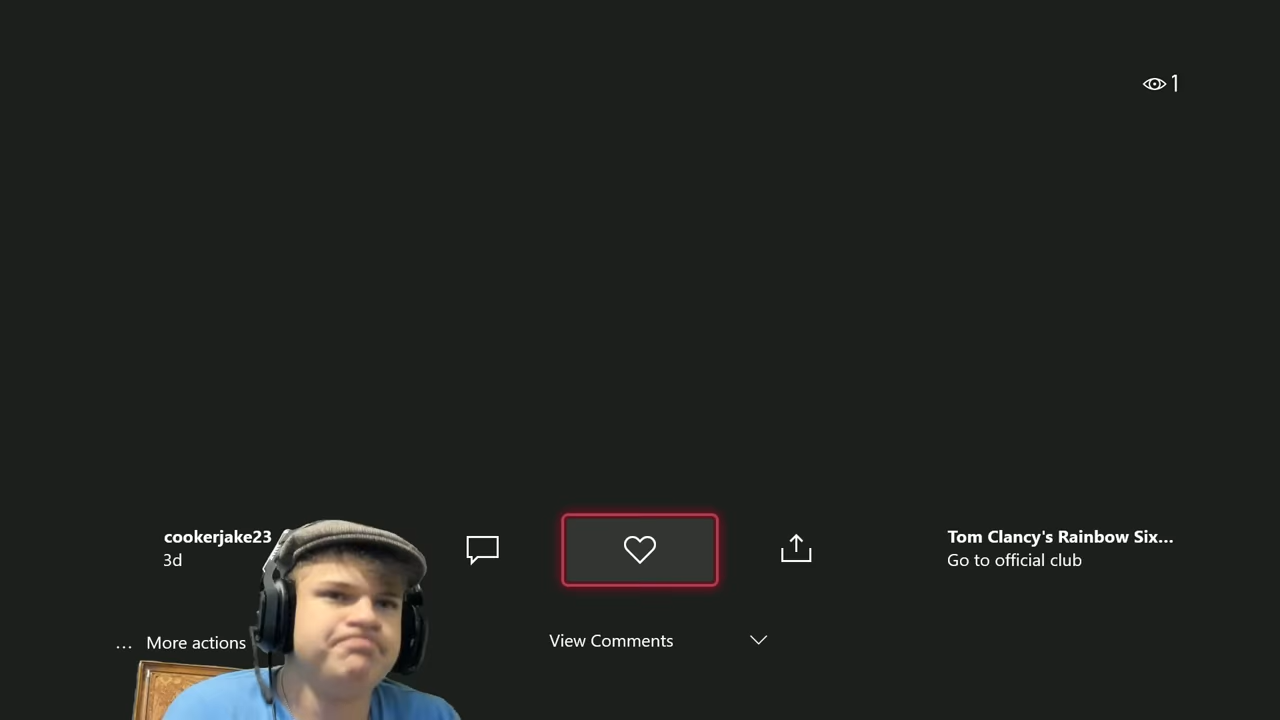 1
cookerjake23
3d
Tom Clancy's Rainbow Six...
Go to official club
... More actions
View Comments